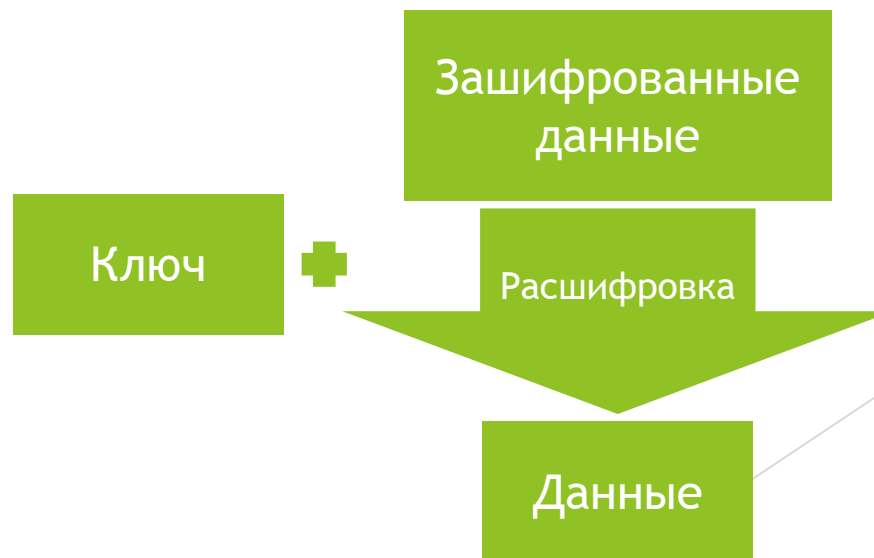 Зашифрованные
данные
Ключ
Расшифровка
Данные